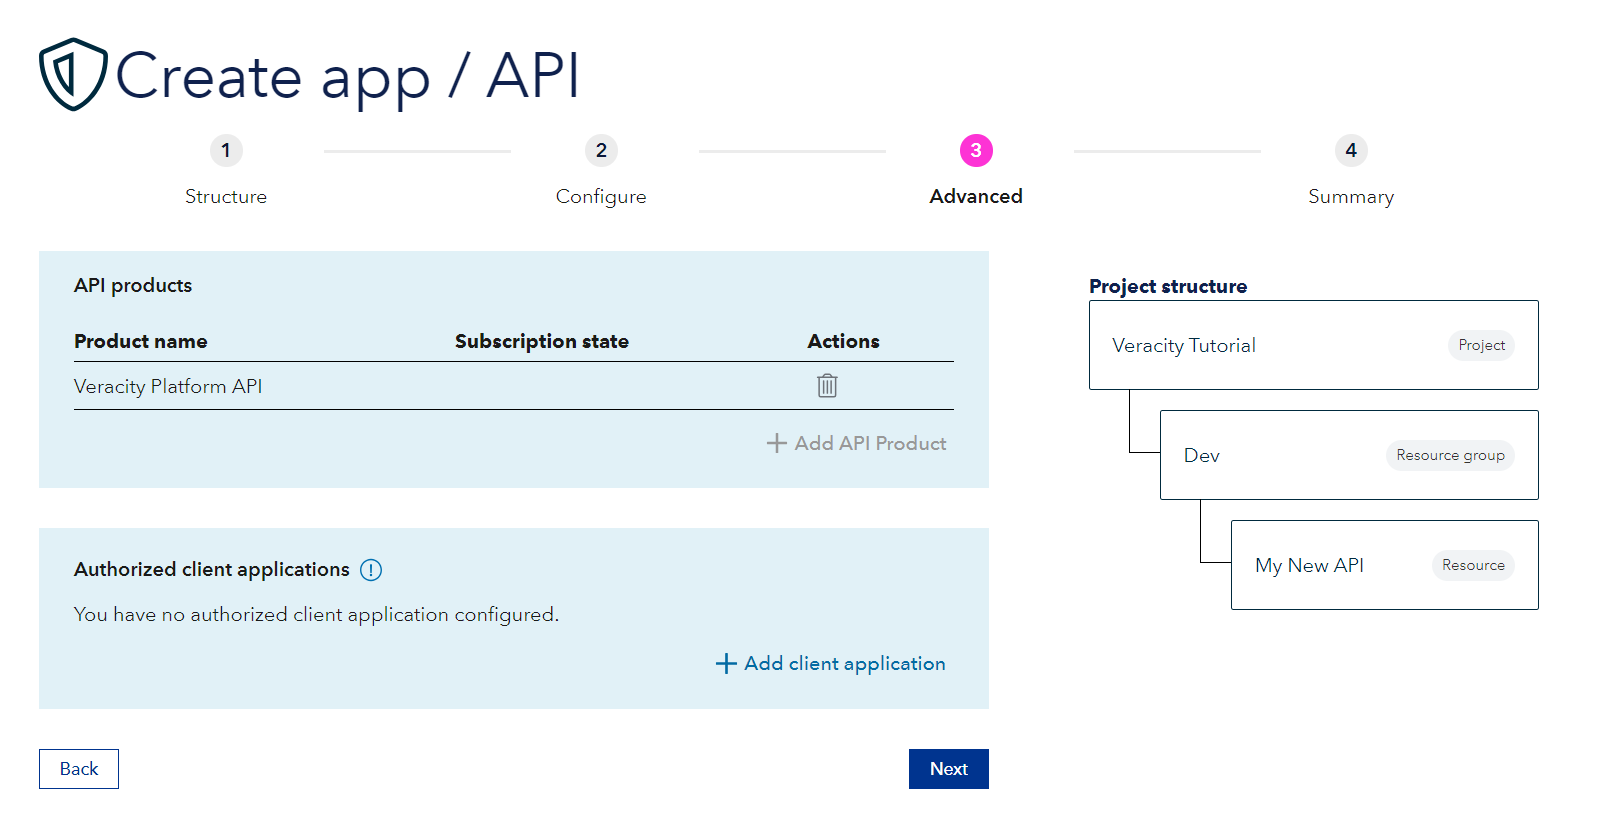 Create app / API
1
2
3
4
Structure
Configure
Advanced
Summary
API products
Product name Subscription state Actions
Veracity Platform API
Add API Product
Authorized client applications
You have no authorized client application configured.
Add client application
Back
Next
Project structure
Veracity Tutorial Project
Dev Resource group
My New API Resource